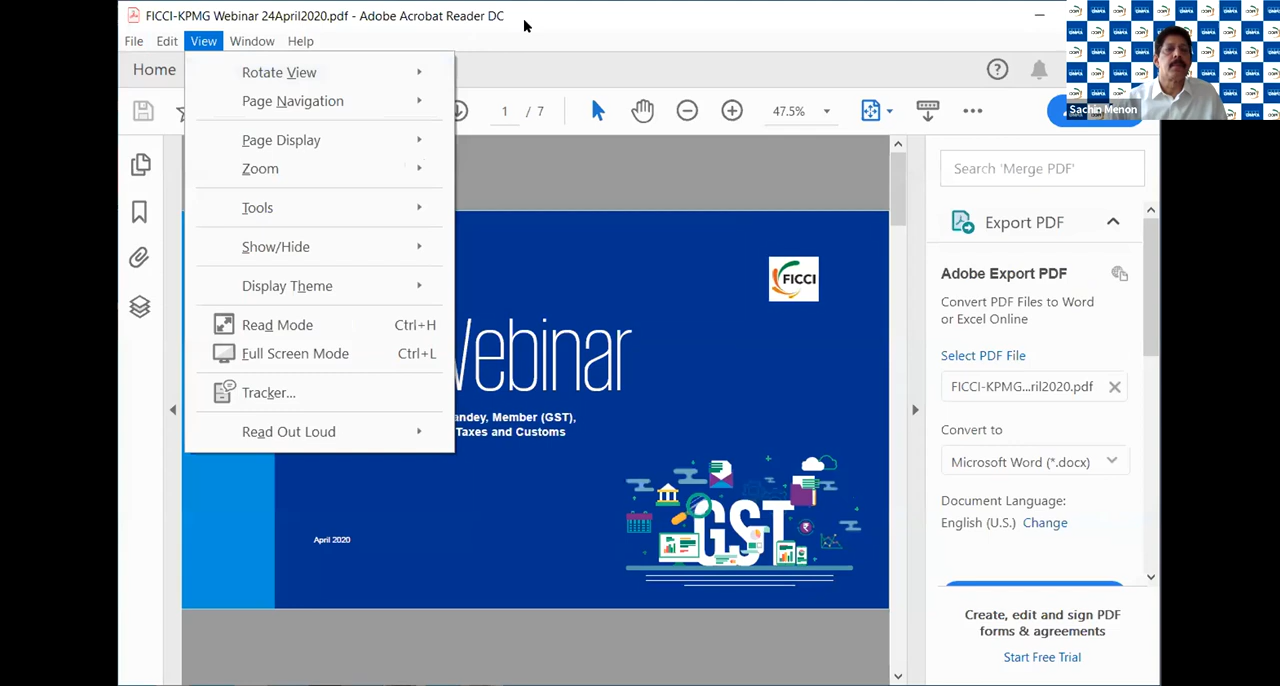 FICCI-KPMG Webinar 24April2020.pdf - Adobe Acrobat Reader DC
File Edit View Window Help
Home
Rotate View
Page Navigation
Page Display
Zoom
Tools
Show/Hide
Display Theme
Read Mode Ctrl+H
Full Screen Mode Ctrl+L
Tracker...
Read Out Loud
1 / 7
47.5%
Sachin Menon
FICCI
Webinar
andey, Member (GST),
Taxes and Customs
GST
April 2020
Search 'Merge PDF'
Export PDF
Adobe Export PDF
Convert PDF Files to Word
or Excel Online
Select PDF File
FICCI-KPMG...ril2020.pdf
Convert to
Microsoft Word (*.docx)
Document Language:
English (U.S.) Change
Create, edit and sign PDF
forms & agreements
Start Free Trial